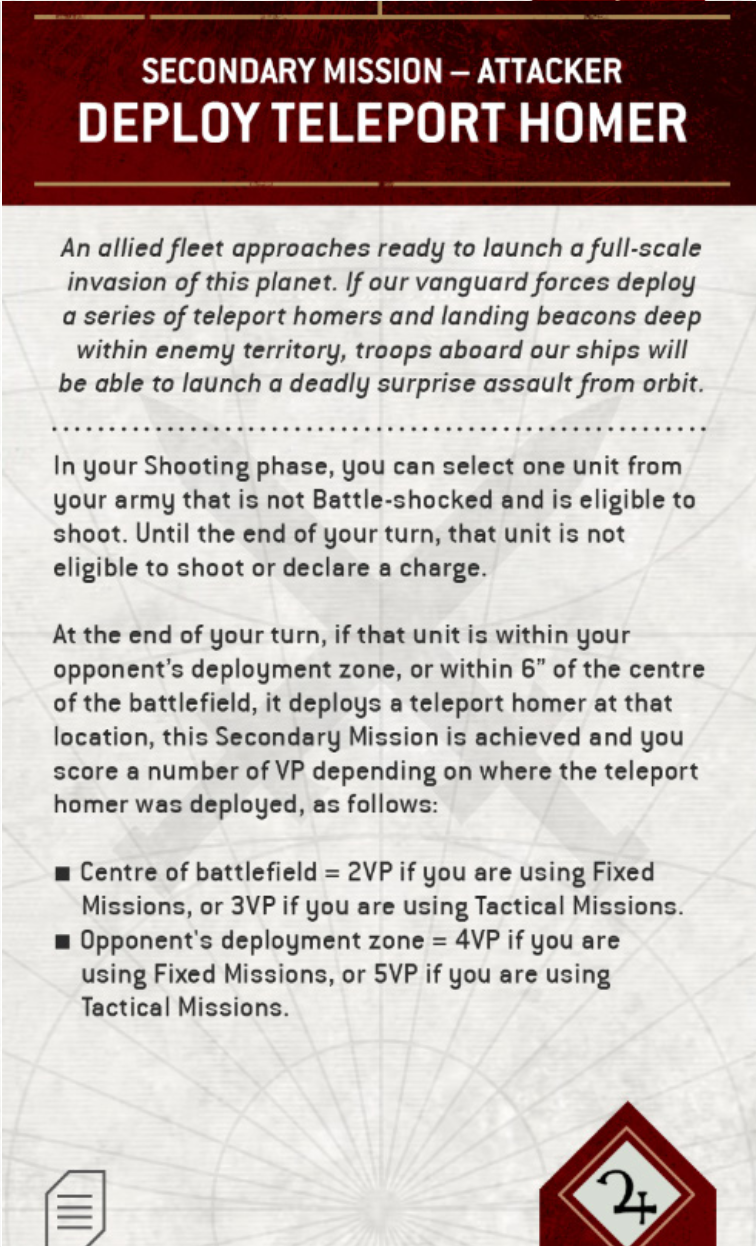 SECONDARY MISSION – ATTACKER
DEPLOY TELEPORT HOMER
An allied fleet approaches ready to launch a full-scale
invasion of this planet. If our vanguard forces deploy
a series of teleport homers and landing beacons deep
within enemy territory, troops aboard our ships will
be able to launch a deadly surprise assault from orbit.
In your Shooting phase, you can select one unit from
your army that is not Battle-shocked and is eligible to
shoot. Until the end of your turn, that unit is not
eligible to shoot or declare a charge.
At the end of your turn, if that unit is within your
opponent’s deployment zone, or within 6” of the centre
of the battlefield, it deploys a teleport homer at that
location, this Secondary Mission is achieved and you
score a number of VP depending on where the teleport
homer was deployed, as follows:
■ Centre of battlefield = 2VP if you are using Fixed
Missions, or 3VP if you are using Tactical Missions.
■ Opponent's deployment zone = 4VP if you are
using Fixed Missions, or 5VP if you are using
Tactical Missions.